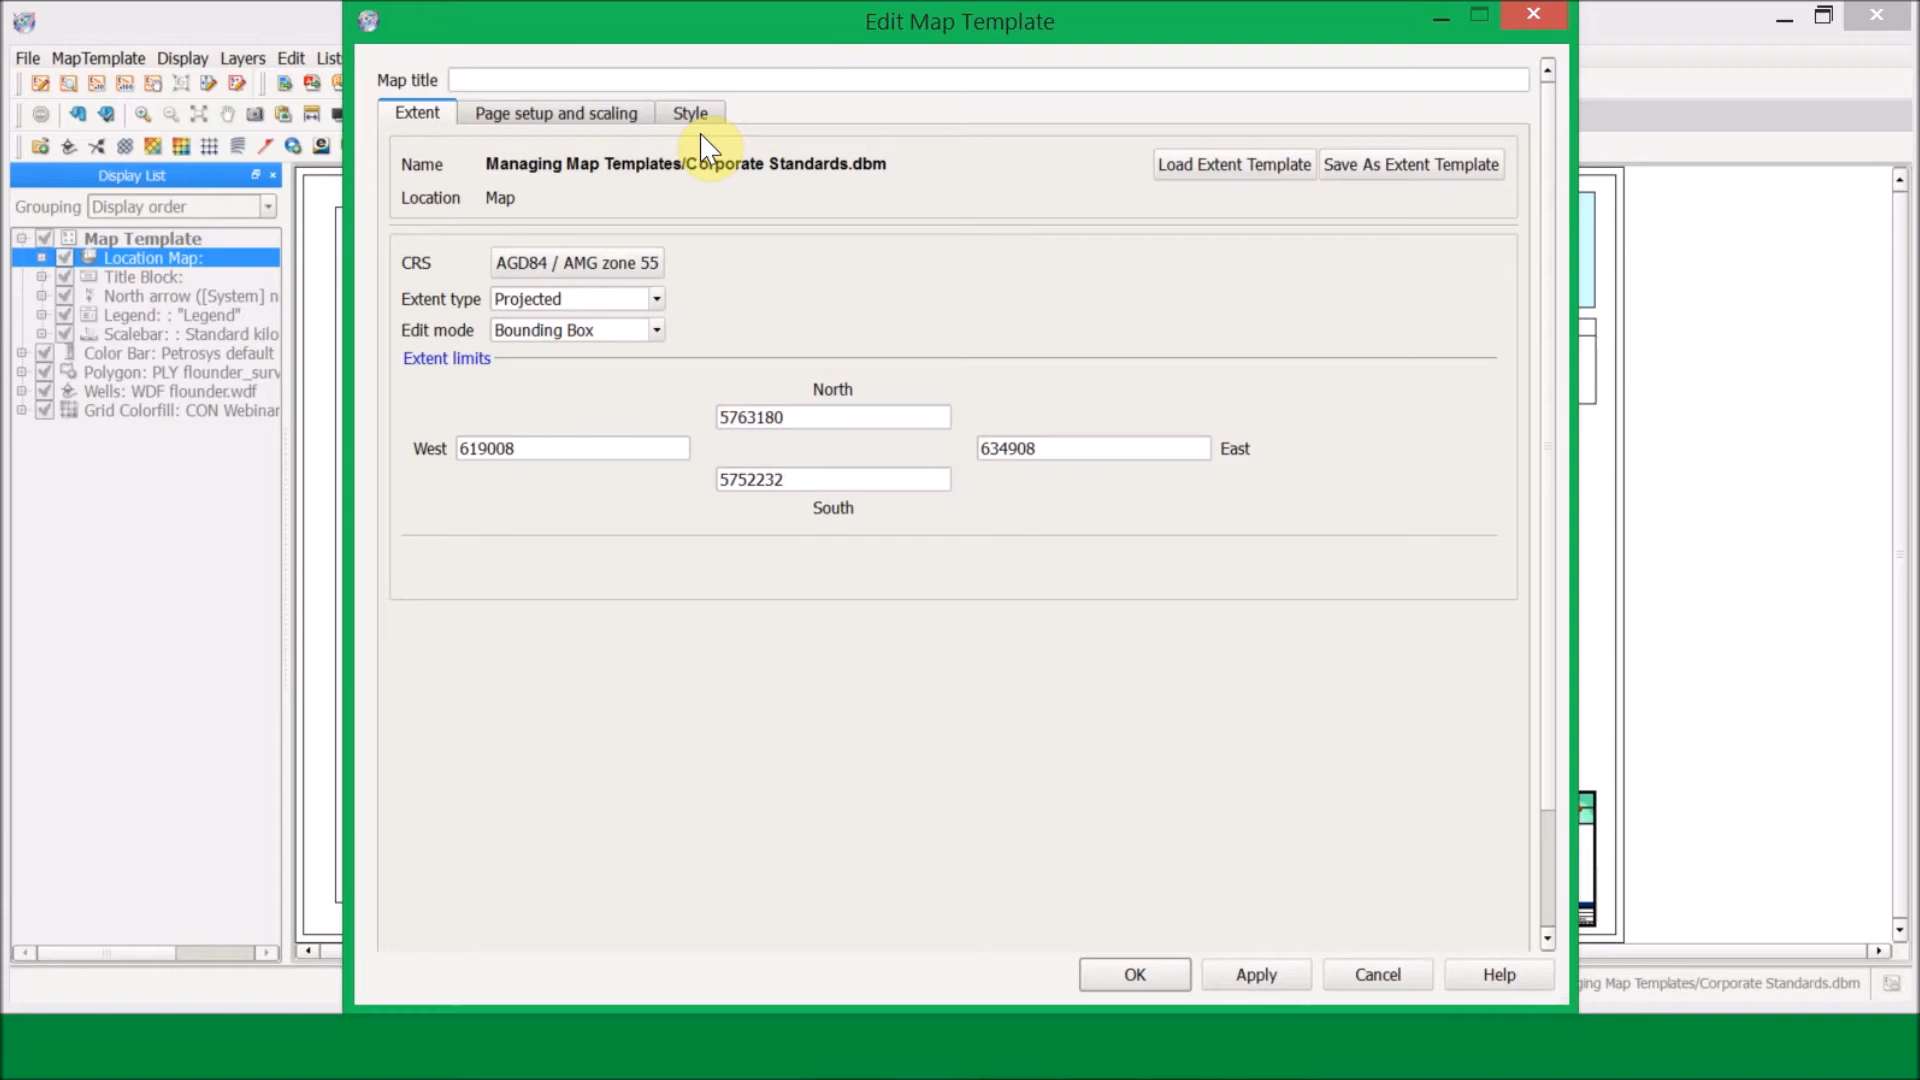 Edit Map Template
File MapTemplate Display Layers Edit List
Display List
Grouping Display order
Map Template
Location Map:
Title Block:
North arrow ([System] n
Legend: : "Legend"
Scalebar: : Standard kilo
Color Bar: Petrosys default
Polygon: PLY flounder_surv
Wells: WDF flounder.wdf
Grid Colorfill: CON Webinar
Map title
Extent Page setup and scaling Style
Name Managing Map Templates/Corporate Standards.dbm Load Extent Template Save As Extent Template
Location Map
CRS AGD84 / AMG zone 55
Extent type Projected
Edit mode Bounding Box
Extent limits
North
5763180
West 619008 634908 East
5752232
South
OK Apply Cancel Help
ging Map Templates/Corporate Standards.dbm